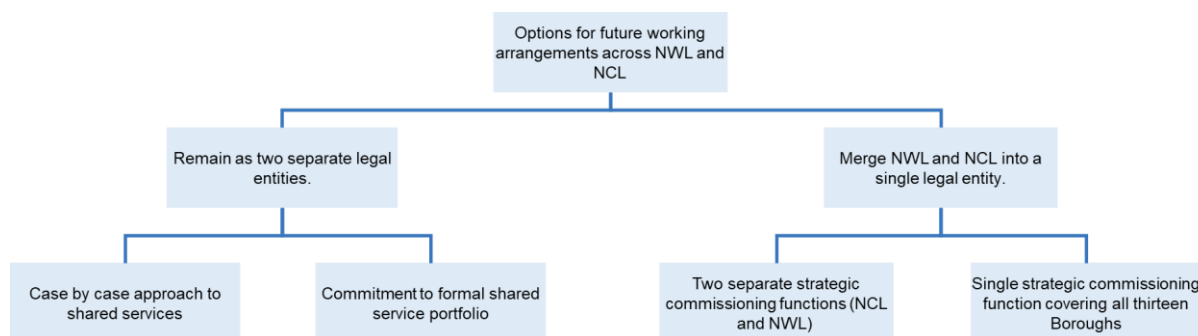 Options for future working
arrangements across NWL and
NCL
Remain as two separate legal
entities.
Merge NWL and NCL into a
single legal entity.
Case by case approach to
shared services
Commitment to formal shared
service portfolio
Two separate strategic
commissioning functions (NCL
and NWL)
Single strategic commissioning
function covering all thirteen
Boroughs